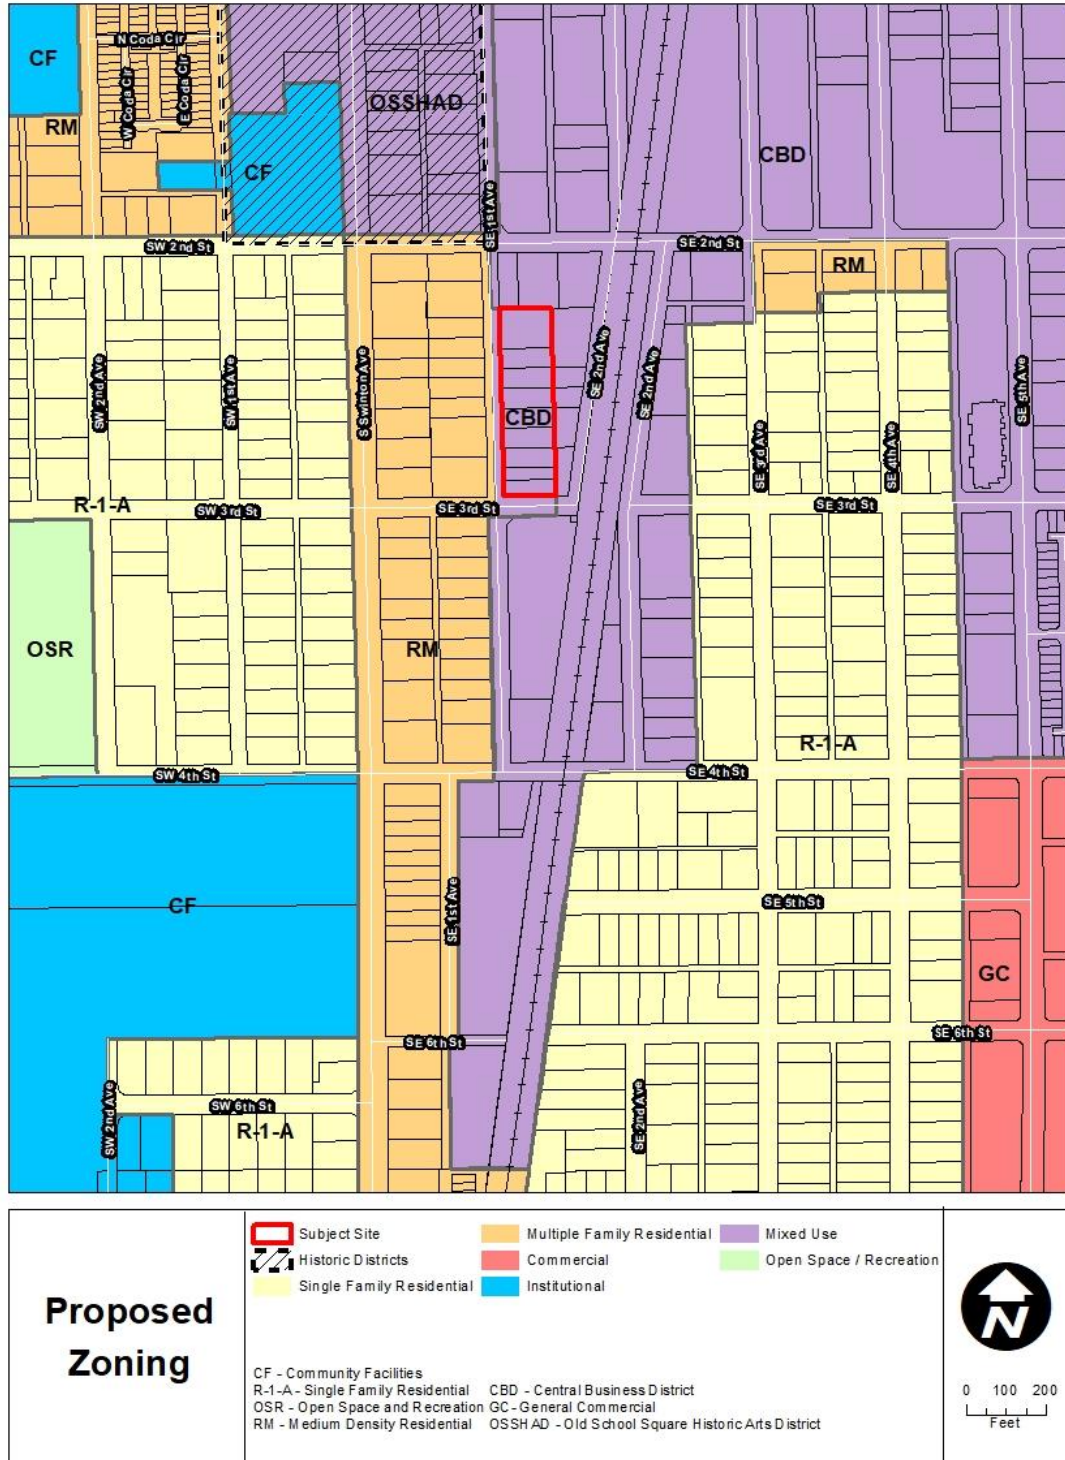 N Coda Cir
CF
W Coda Cir
E Coda Cir
OSSHAD
RM
CBD
CF
SE 1st Ave
SW 2nd St
SE 2nd St
RM
SW 2nd Ave
SW 1st Ave
S Swinton Ave
SE 2nd Ave
SE 2nd Ave
SE 5th Ave
CBD
SE 3rd Ave
SE 4th Ave
R-1-A
SW 3rd St
SE 3rd St
SE 3rd St
OSR
RM
R-1-A
SW 4th St
SE 4th St
CF
SE 1st Ave
SE 5th St
GC
SE 6th St
SE 6th St
SW 2nd Ave
SW 6th St
SE 2nd Ave
R-1-A
Proposed
Zoning
Subject Site
Multiple Family Residential
Mixed Use
Historic Districts
Commercial
Open Space / Recreation
Single Family Residential
Institutional
CF - Community Facilities
R-1-A - Single Family Residential CBD - Central Business District
OSR - Open Space and Recreation GC - General Commercial
RM - Medium Density Residential OSSHAD - Old School Square Historic Arts District
N
0 100 200
Feet